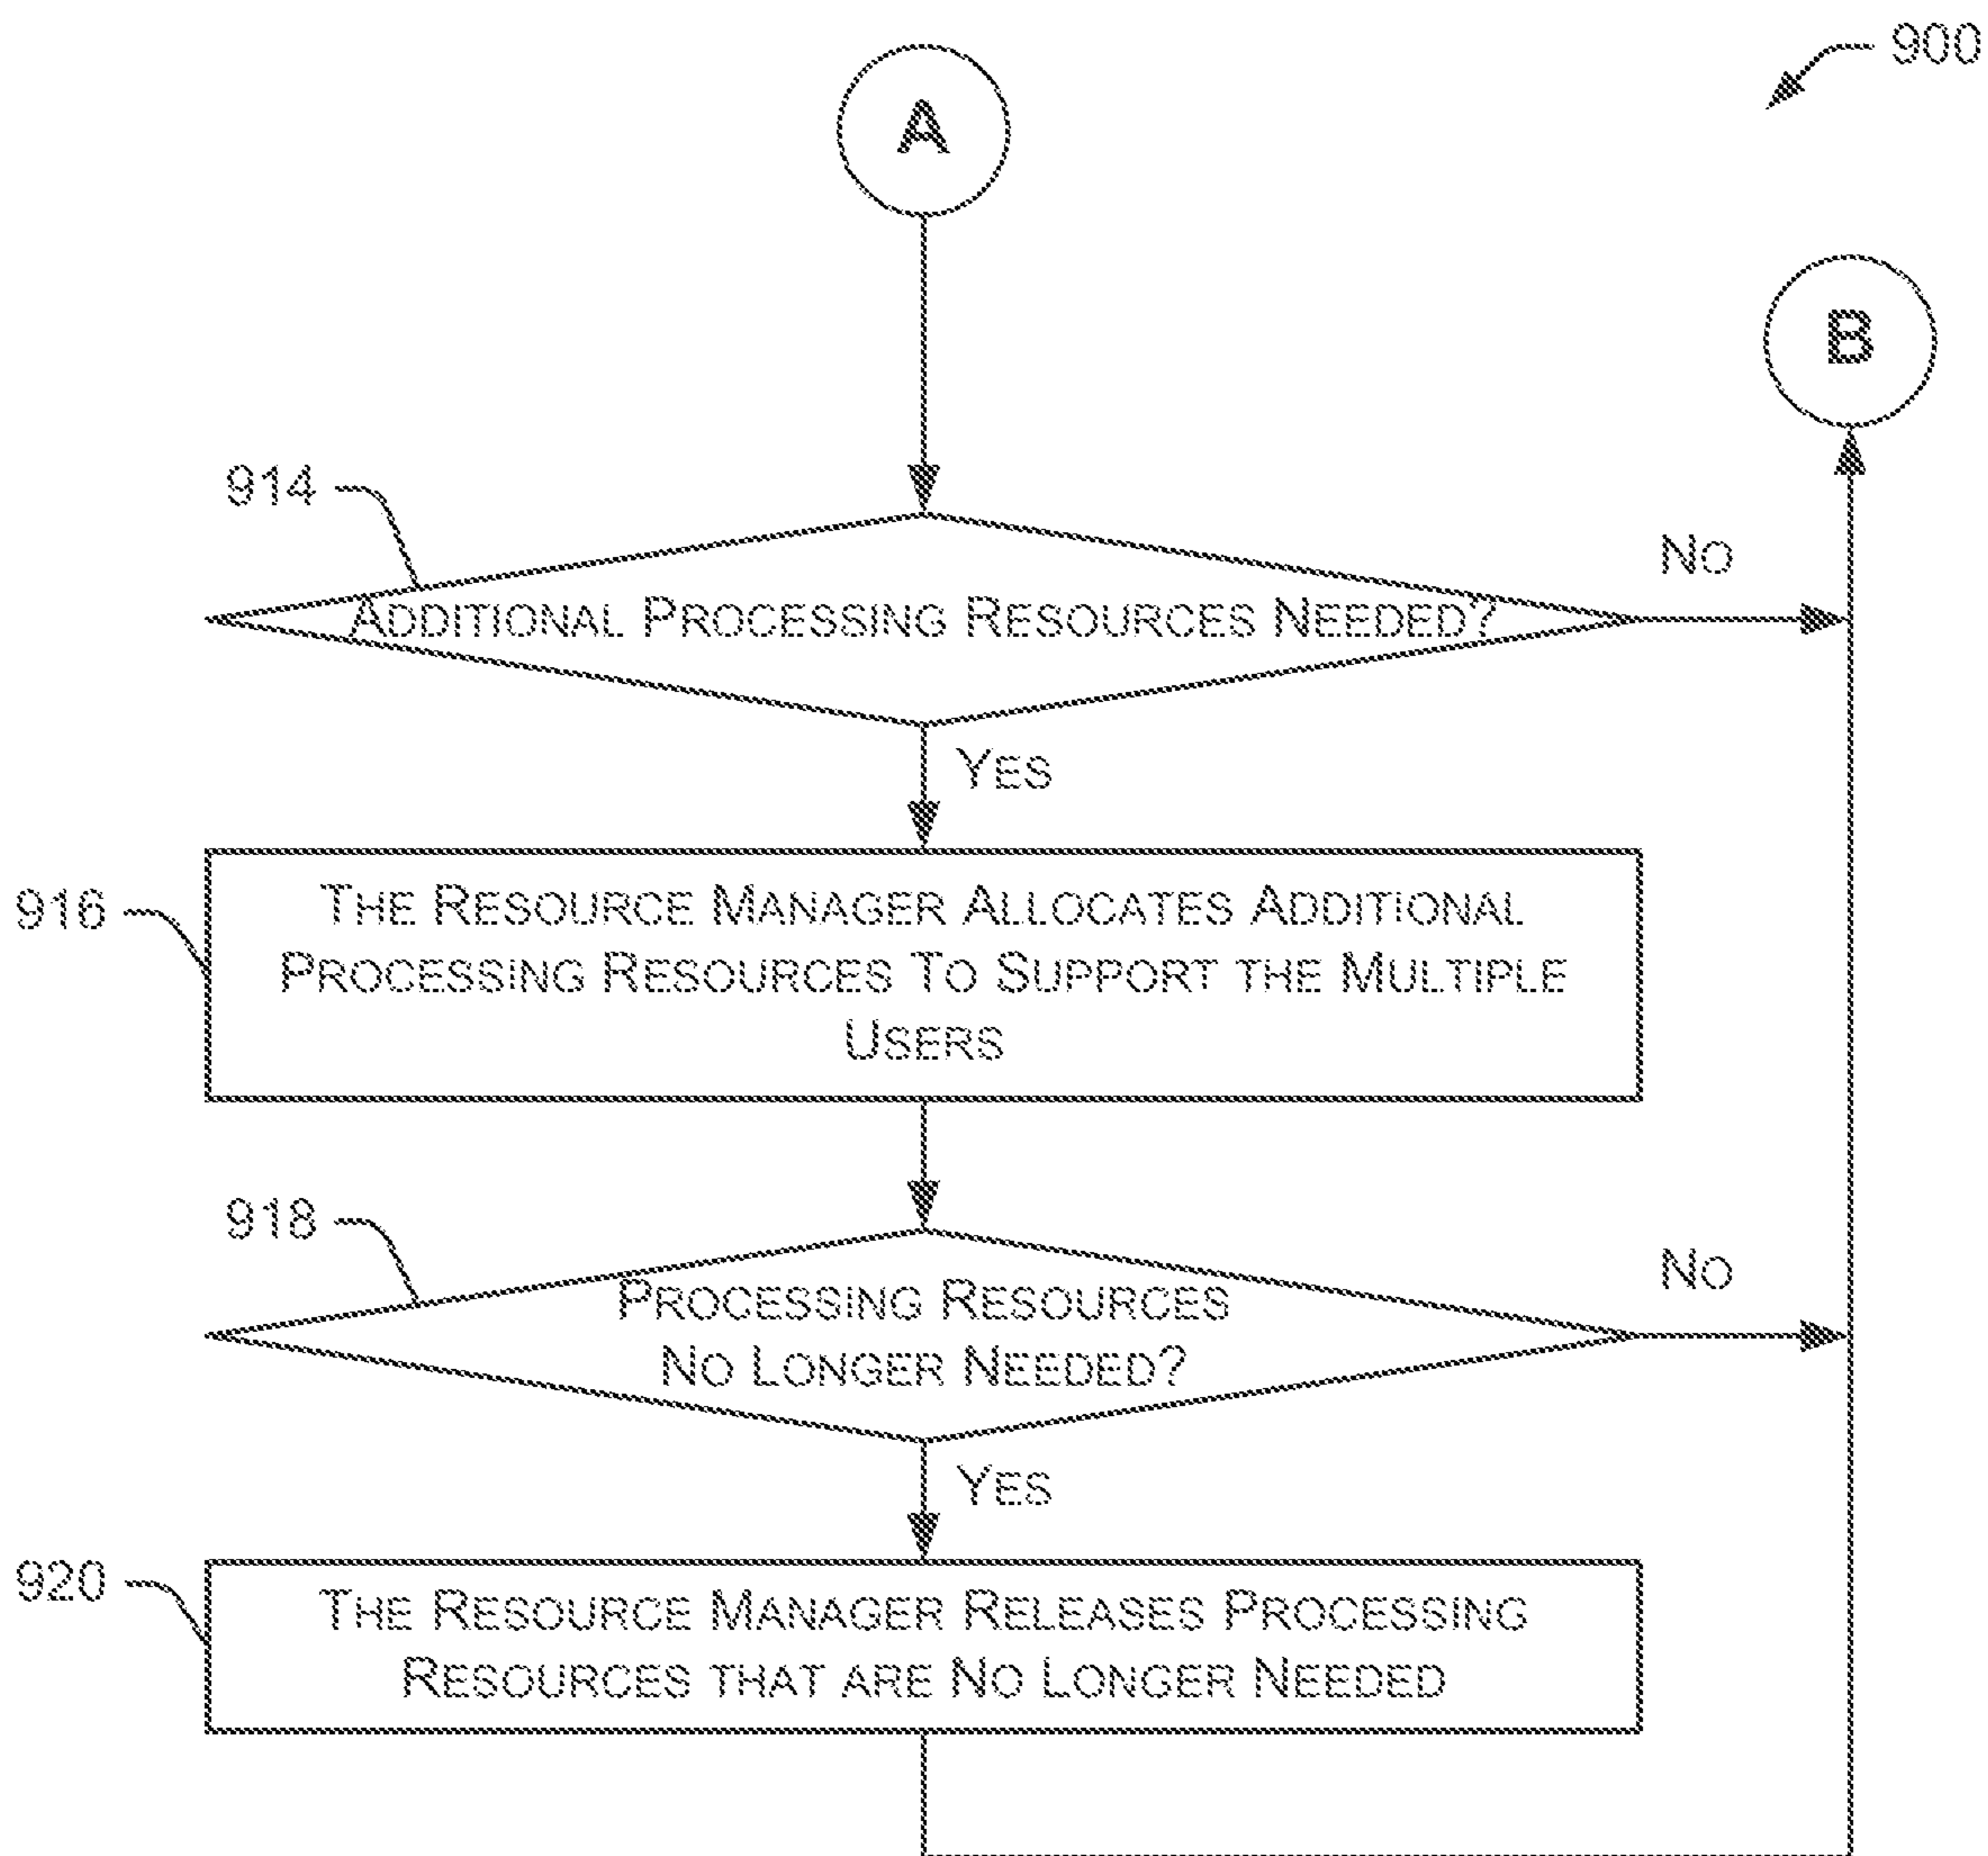 900
A
B
914
ADDITIONAL PROCESSING RESOURCES NEEDED?
NO
YES
916
THE RESOURCE MANAGER ALLOCATES ADDITIONAL
PROCESSING RESOURCES TO SUPPORT THE MULTIPLE
USERS
918
PROCESSING RESOURCES
NO LONGER NEEDED?
NO
YES
920
THE RESOURCE MANAGER RELEASES PROCESSING
RESOURCES THAT ARE NO LONGER NEEDED